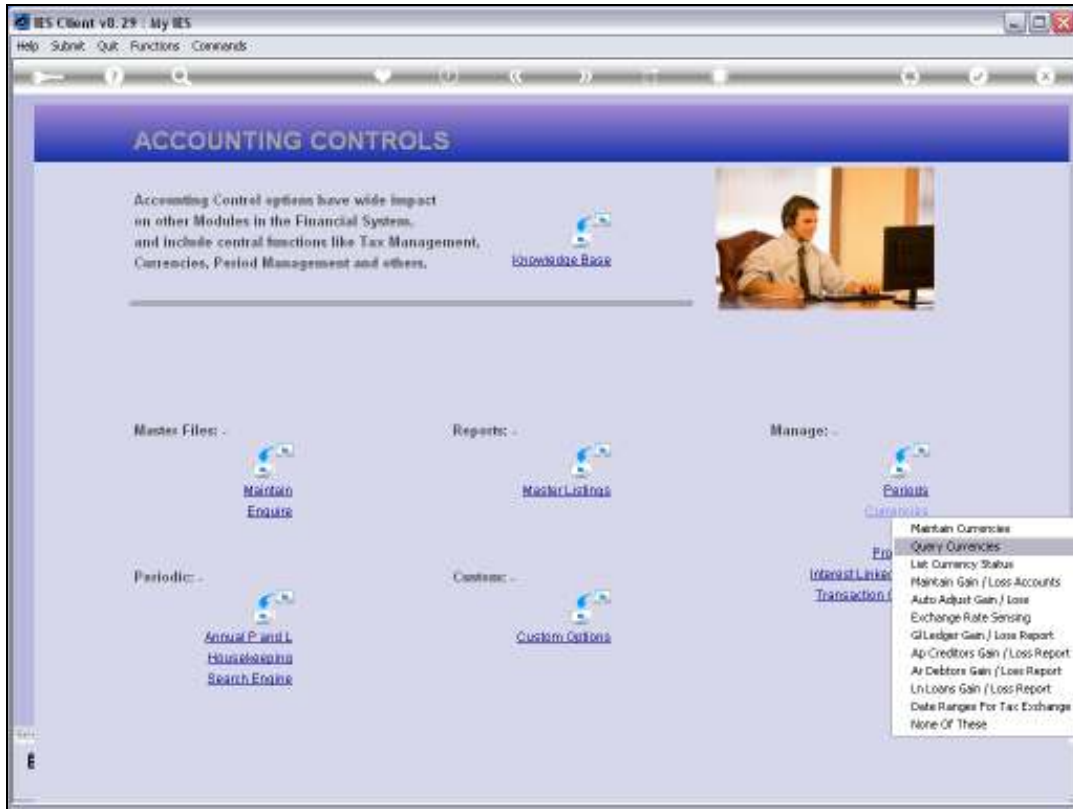 IES Client v8.29 : My IES
Help Submit Quit Functions Commands
ACCOUNTING CONTROLS
Accounting Control options have wide impact
on other Modules in the Financial System,
and include central functions like Tax Management,
Currencies, Period Management and others.
Knowledge Base
Master Files: -
Reports: -
Manage: -
Maintain
Enquire
Master Listings
Periods
Currencies
Maintain Currencies
Query Currencies
List Currency Status
Maintain Gain / Loss Accounts
Auto Adjust Gain / Loss
Exchange Rate Sensing
Gl Ledger Gain / Loss Report
Ap Creditors Gain / Loss Report
Ar Debtors Gain / Loss Report
Ln Loans Gain / Loss Report
Date Ranges For Tax Exchange
None Of These
Interest
Transaction
Periodic: -
Custom: -
Annual P and L
Housekeeping
Search Engine
Custom Options